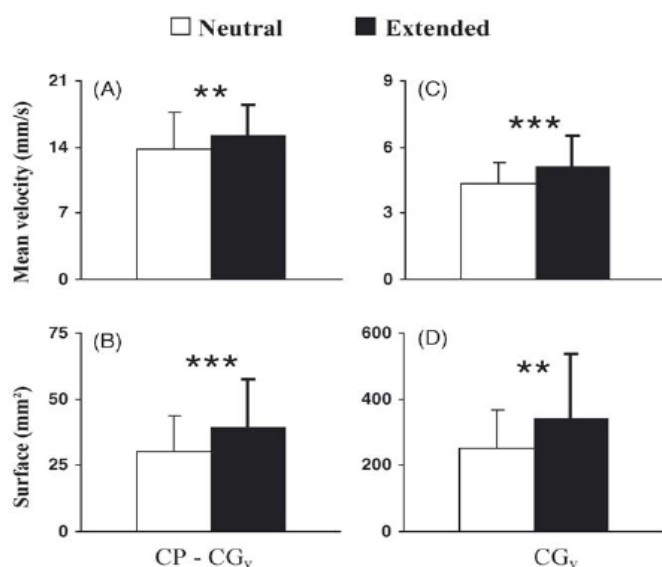 Neutral Extended
Mean velocity (mm/s)
21
14
7
0
(A)
**
9
6
3
0
(C)
***
Surface (mm²)
75
50
25
0
(B)
***
600
400
200
0
(D)
**
CP - CGᵥ
CGᵥ